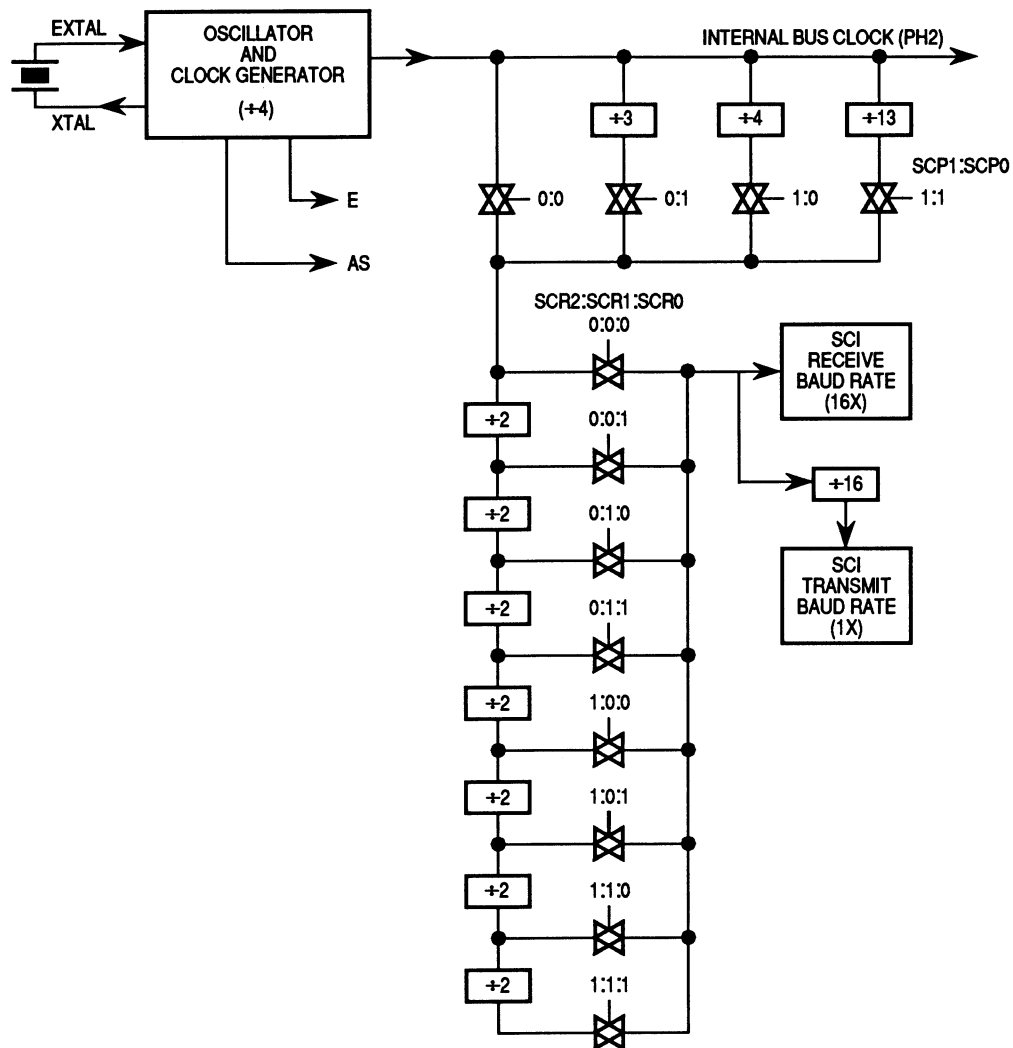 EXTAL
XTAL
OSCILLATOR
AND
CLOCK GENERATOR
(÷4)
E
AS
INTERNAL BUS CLOCK (PH2)
÷3
÷4
÷13
SCP1:SCP0
0:0
0:1
1:0
1:1
SCR2:SCR1:SCR0
0:0:0
÷2
0:0:1
÷2
0:1:0
÷2
0:1:1
÷2
1:0:0
÷2
1:0:1
÷2
1:1:0
÷2
1:1:1
SCI
RECEIVE
BAUD RATE
(16X)
÷16
SCI
TRANSMIT
BAUD RATE
(1X)